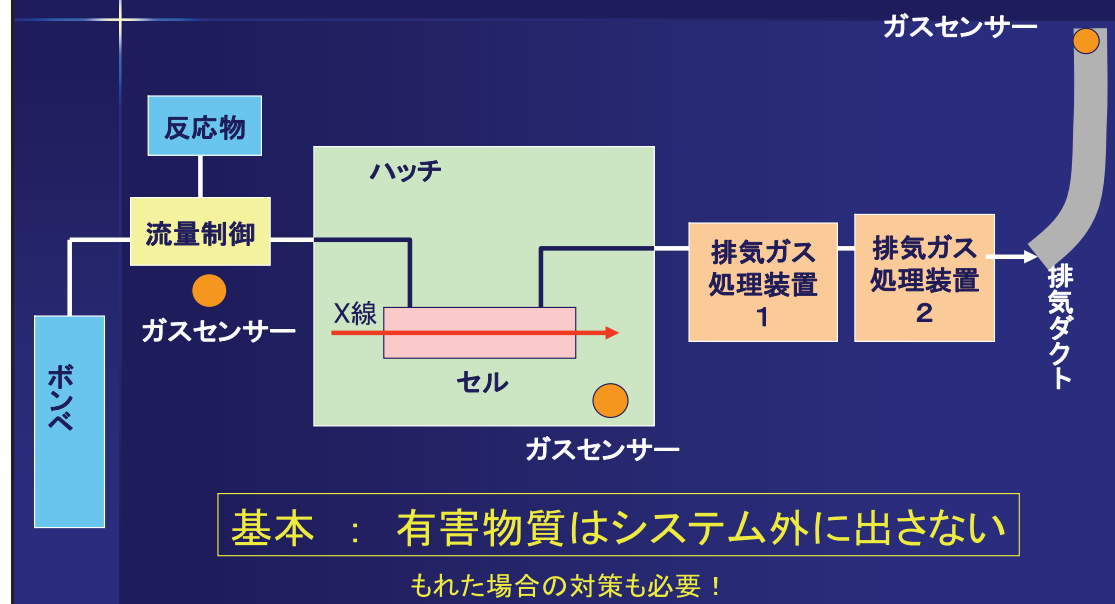 ガスセンサー
反応物
ハッチ
流量制御
排気ガス
処理装置
1
排気ガス
処理装置
2
排気ダクト
ガスセンサー
X線
ボンベ
セル
ガスセンサー
基本 : 有害物質はシステム外に出さない
もれた場合の対策も必要！